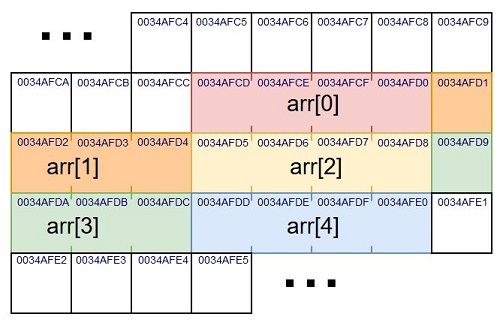 ... 0034AFC4 0034AFC5 0034AFC6 0034AFC7 0034AFC8 0034AFC9
0034AFCA 0034AFCB 0034AFCC 0034AFCD 0034AFCE 0034AFCF 0034AFD0 0034AFD1
arr[0]
0034AFD2 0034AFD3 0034AFD4 0034AFD5 0034AFD6 0034AFD7 0034AFD8 0034AFD9
arr[1] arr[2]
0034AFDA 0034AFDB 0034AFDC 0034AFDD 0034AFDE 0034AFDF 0034AFE0 0034AFE1
arr[3] arr[4]
0034AFE2 0034AFE3 0034AFE4 0034AFE5 ...